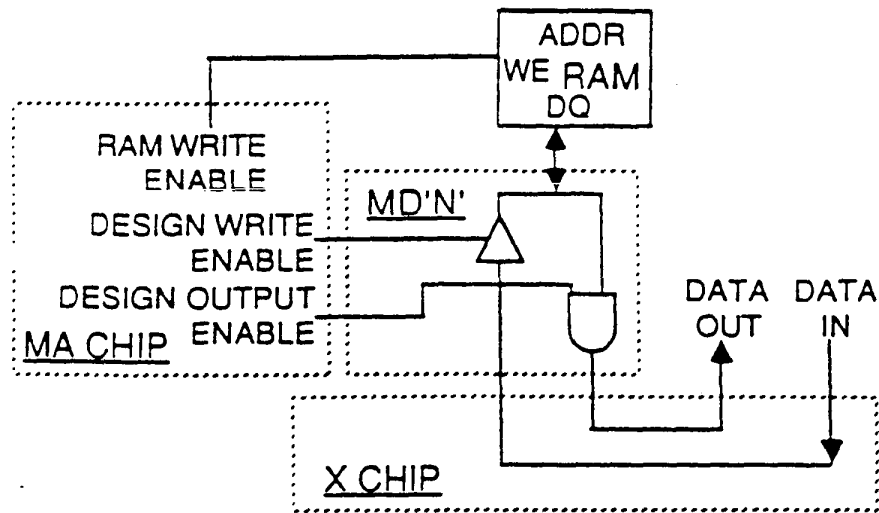 ADDR
WE RAM
DQ
RAM WRITE
ENABLE
MD'N'
DESIGN WRITE
ENABLE
DESIGN OUTPUT
ENABLE
MA CHIP
DATA
OUT
DATA
IN
X CHIP